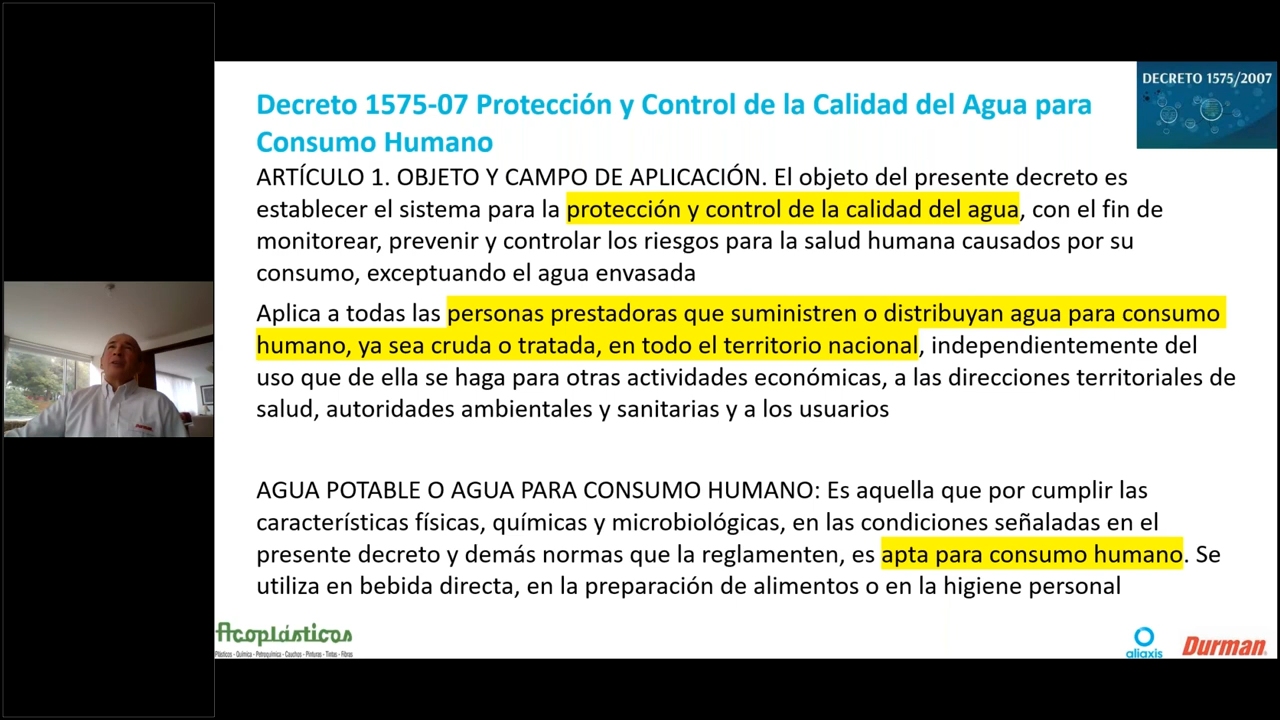 DECRETO 1575/2007
Decreto 1575-07 Protección y Control de la Calidad del Agua para
Consumo Humano
ARTÍCULO 1. OBJETO Y CAMPO DE APLICACIÓN. El objeto del presente decreto es
establecer el sistema para la protección y control de la calidad del agua, con el fin de
monitorear, prevenir y controlar los riesgos para la salud humana causados por su
consumo, exceptuando el agua envasada
Aplica a todas las personas prestadoras que suministren o distribuyan agua para consumo
humano, ya sea cruda o tratada, en todo el territorio nacional, independientemente del
uso que de ella se haga para otras actividades económicas, a las direcciones territoriales de
salud, autoridades ambientales y sanitarias y a los usuarios
AGUA POTABLE O AGUA PARA CONSUMO HUMANO: Es aquella que por cumplir las
características físicas, químicas y microbiológicas, en las condiciones señaladas en el
presente decreto y demás normas que la reglamenten, es apta para consumo humano. Se
utiliza en bebida directa, en la preparación de alimentos o en la higiene personal
Acoplásticos
Plásticos - Química - Petroquímica - Cauchos - Pinturas - Tintas - Fibras
aliaxis
Durman
Durman